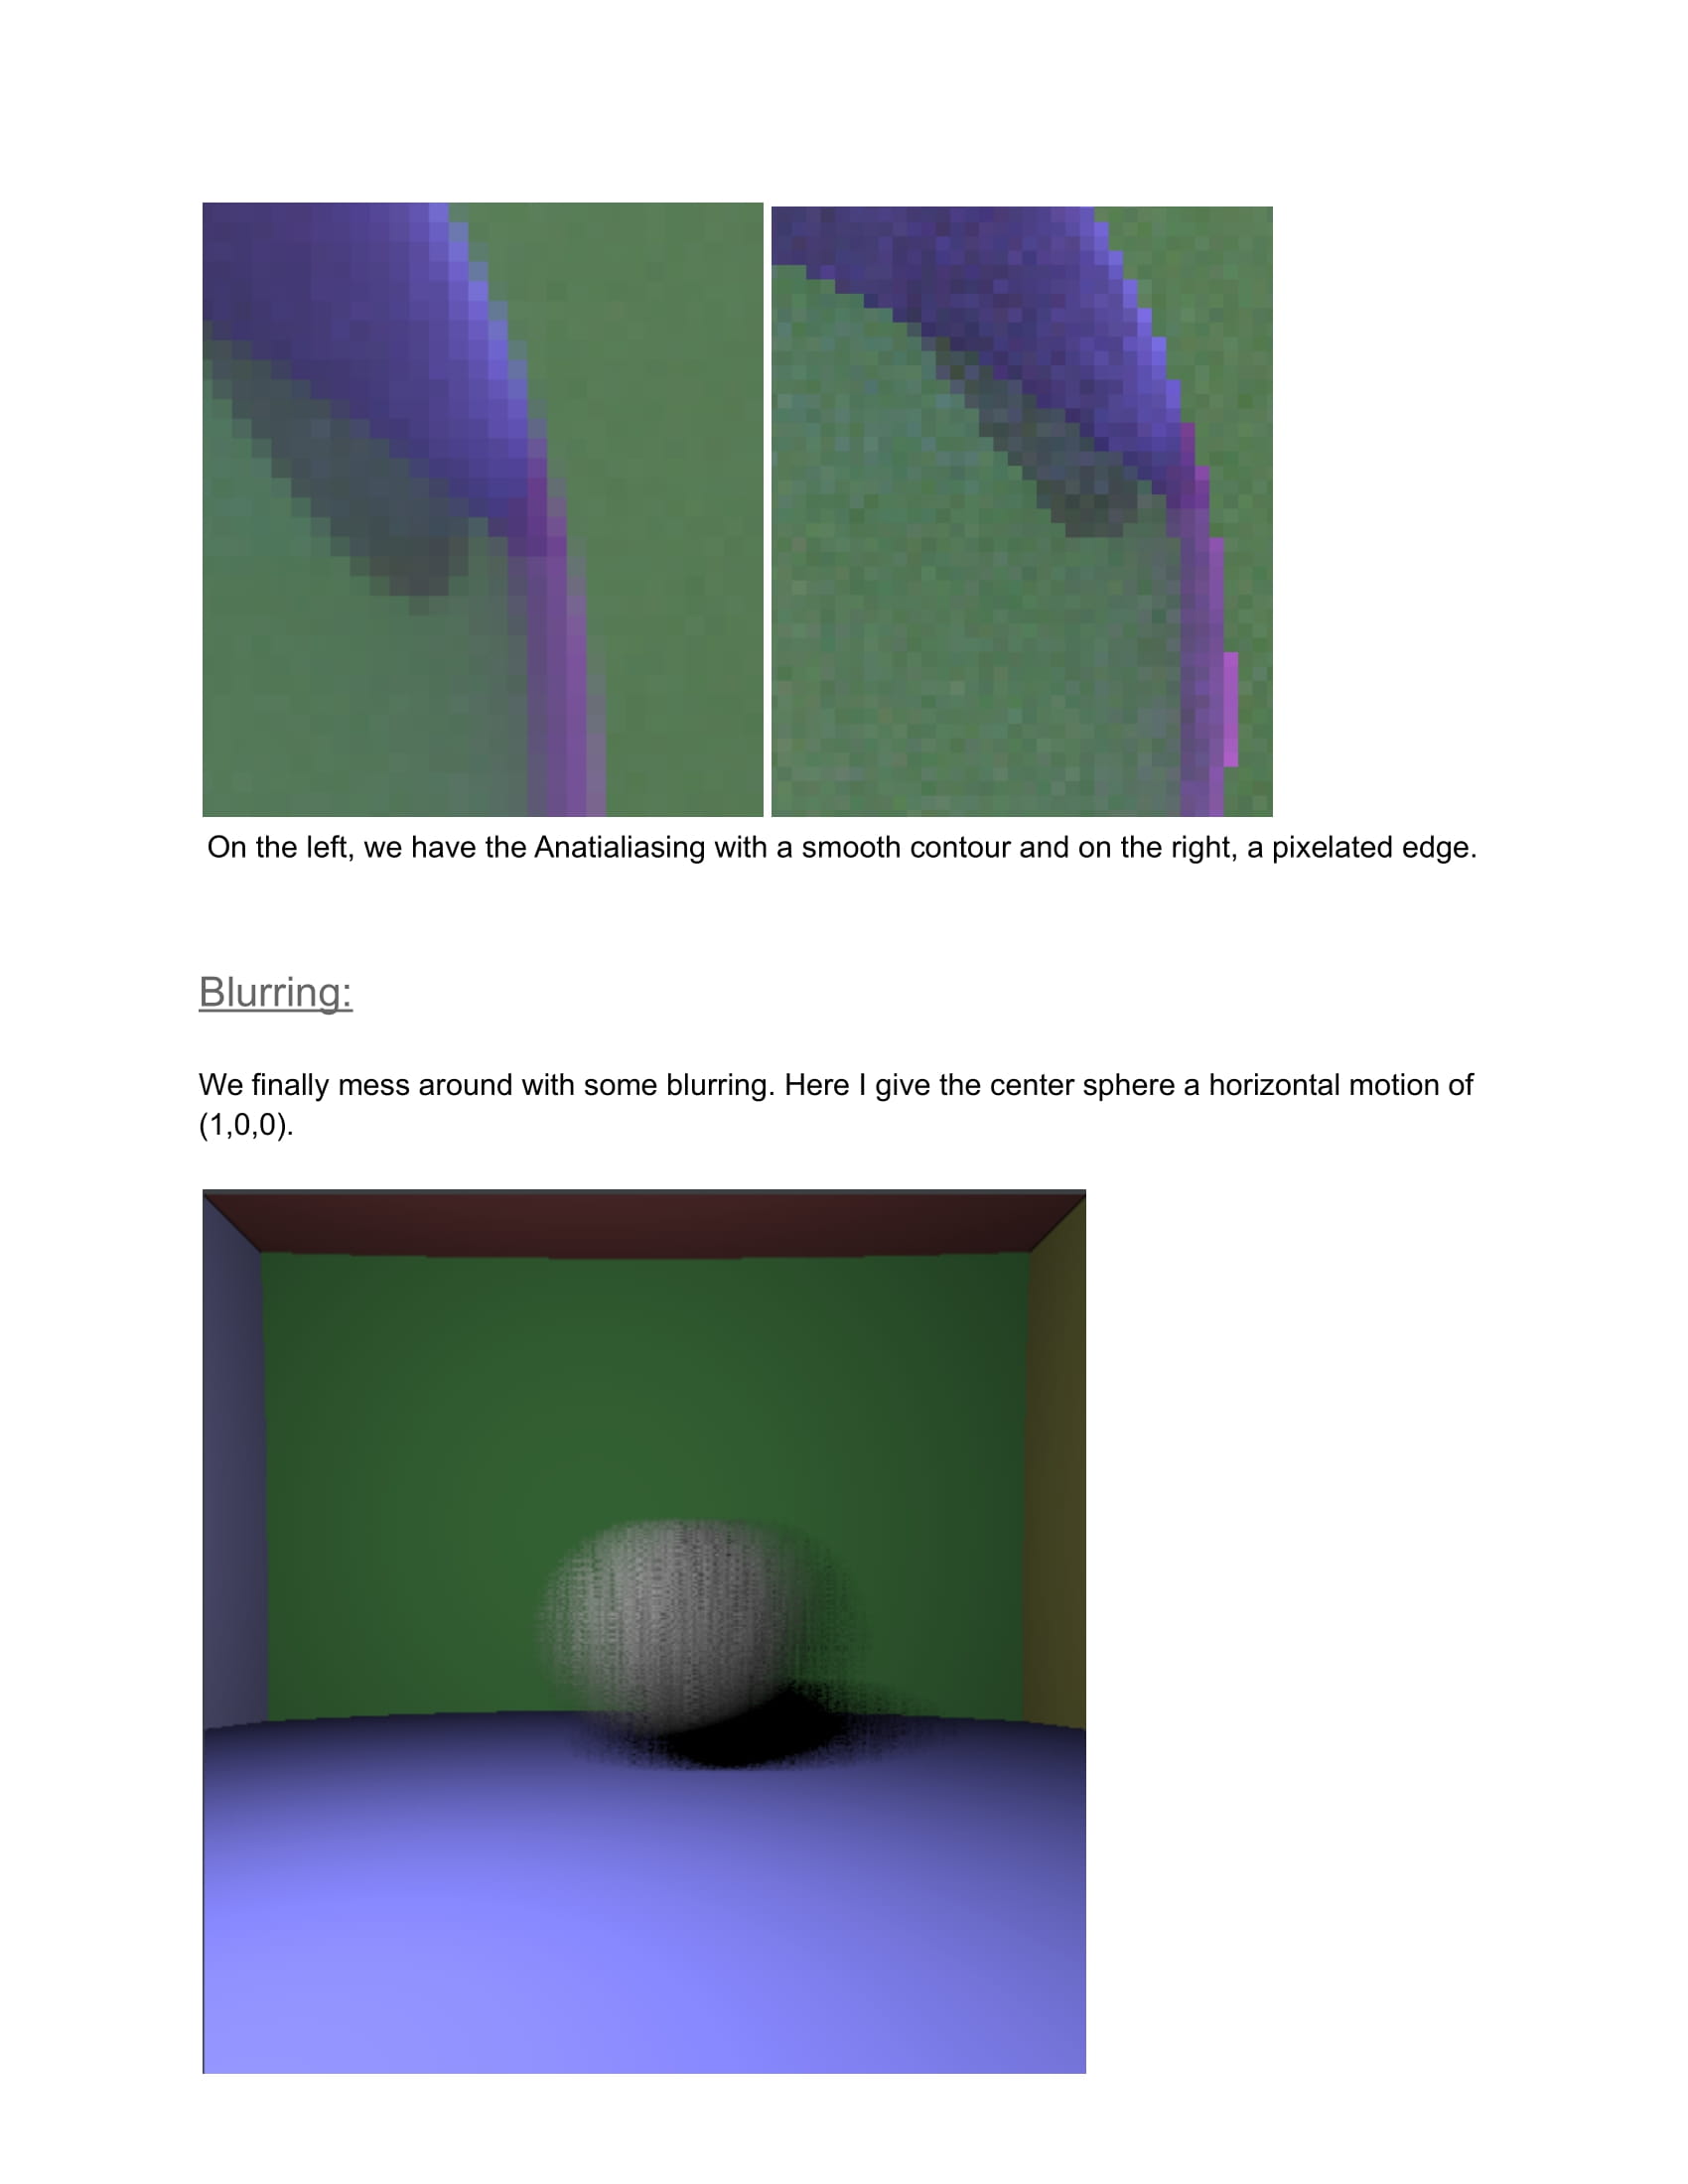 On the left, we have the Anatialiasing with a smooth contour and on the right, a pixelated edge.
Blurring:
We finally mess around with some blurring. Here I give the center sphere a horizontal motion of
(1,0,0).